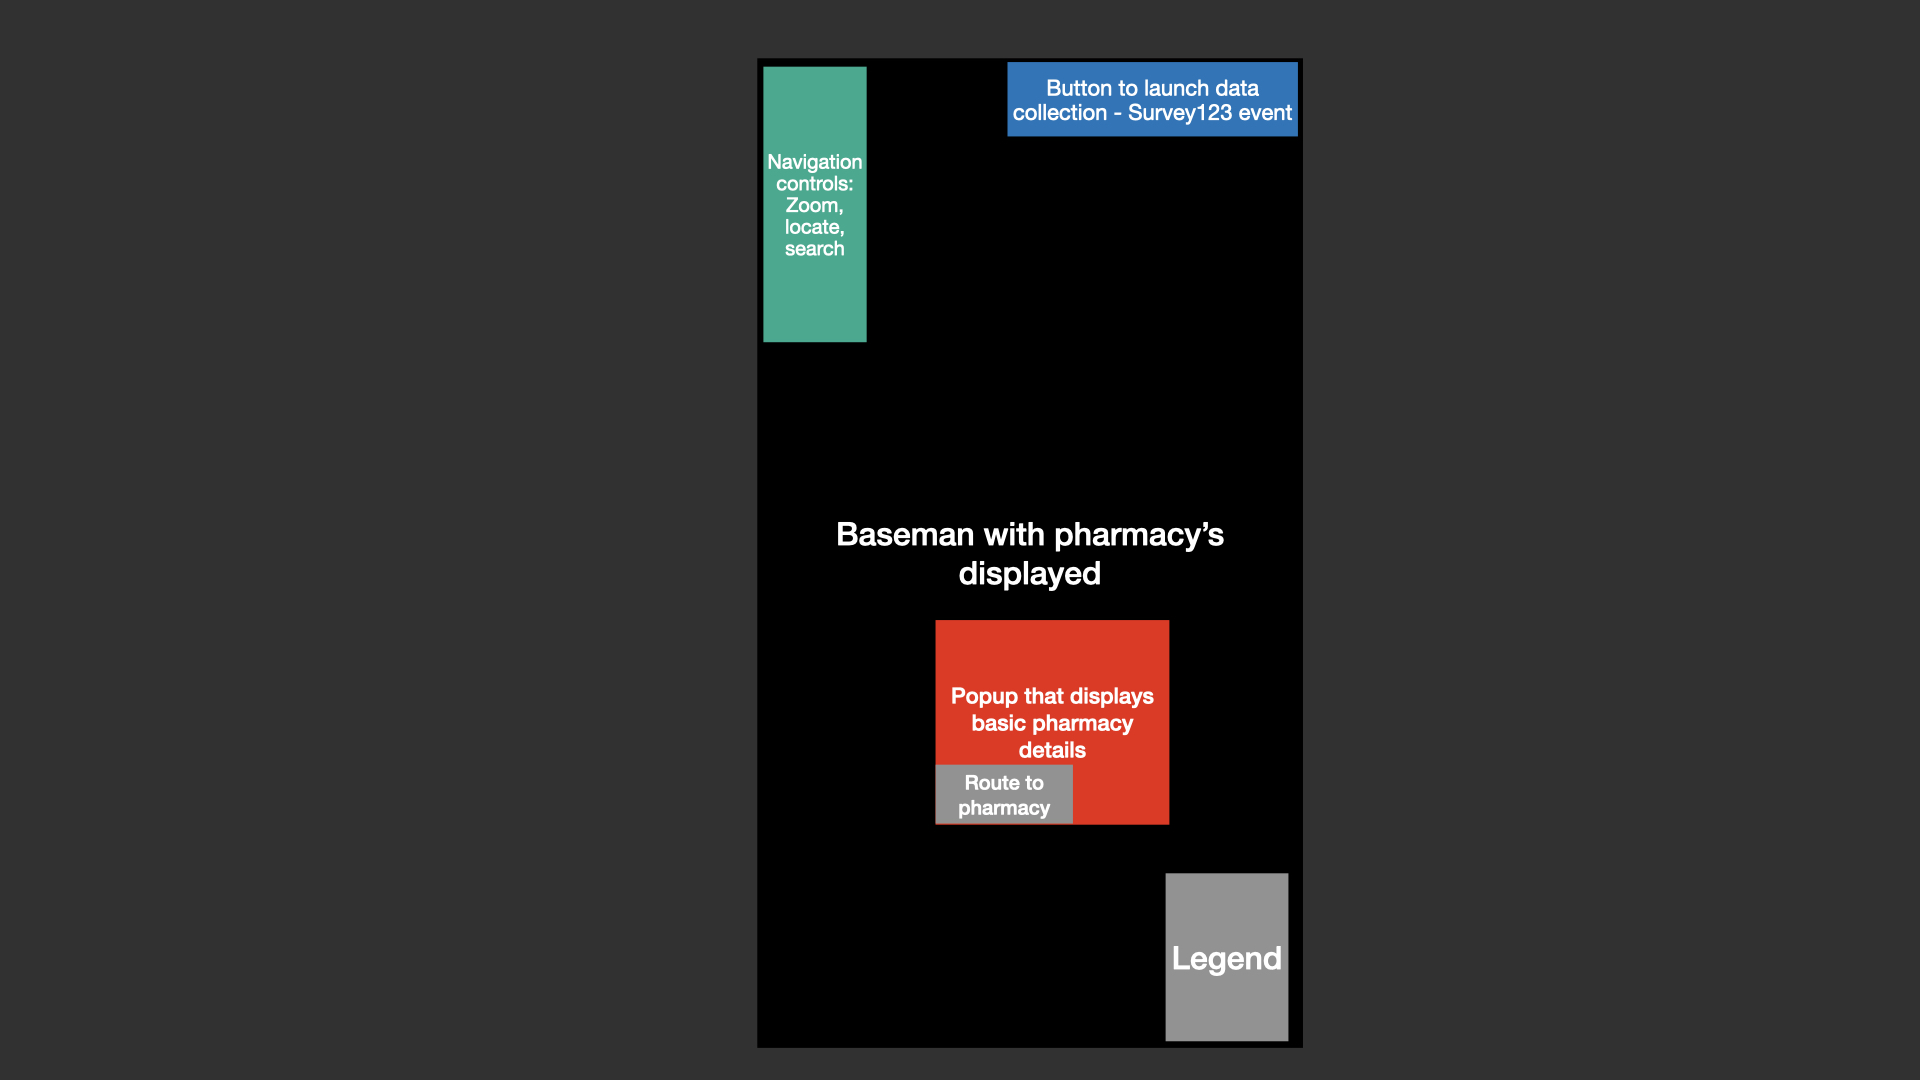 Button to launch data
collection - Survey123 event
Navigation
controls:
Zoom,
locate,
search
Baseman with pharmacy’s
displayed
Popup that displays
basic pharmacy
details
Route to
pharmacy
Legend